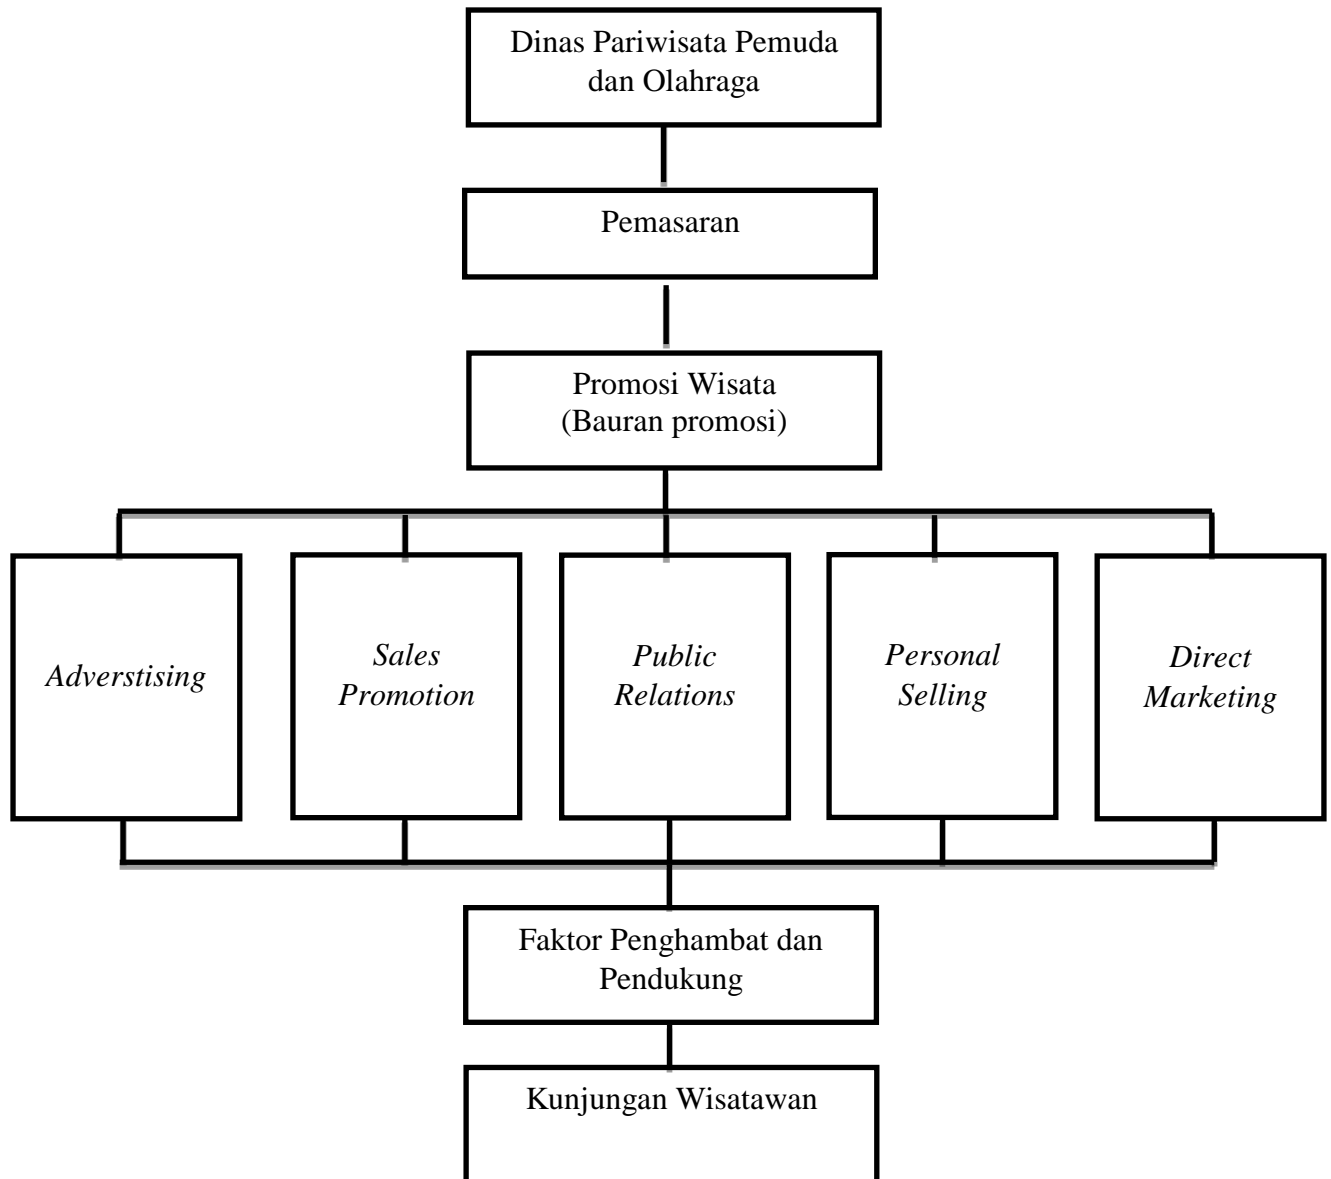 Dinas Pariwisata Pemuda
dan Olahraga
Pemasaran
Promosi Wisata
(Bauran promosi)
Adverstising
Sales
Promotion
Public
Relations
Personal
Selling
Direct
Marketing
Faktor Penghambat dan
Pendukung
Kunjungan Wisatawan